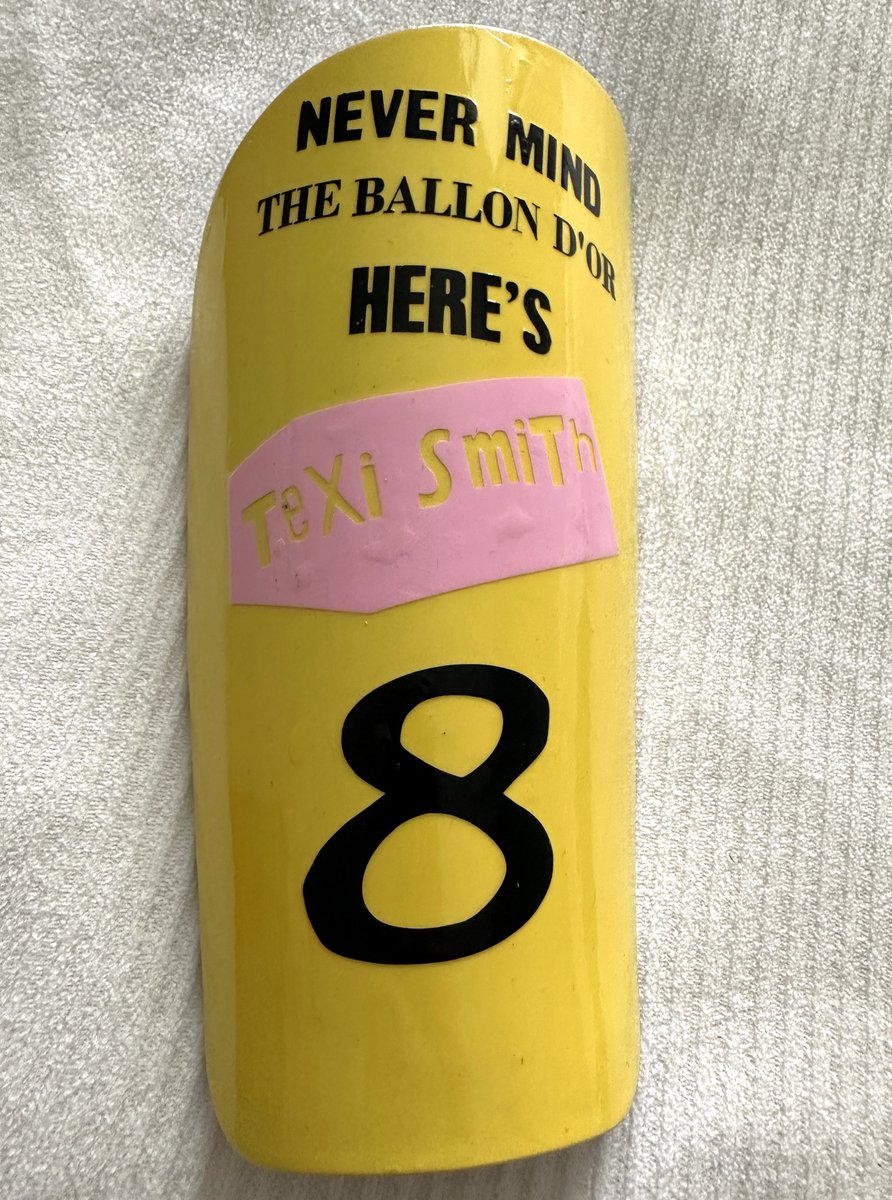 NEVER MIND
THE BALLON D'OR
HERE'S
TeXi SmiTh
8